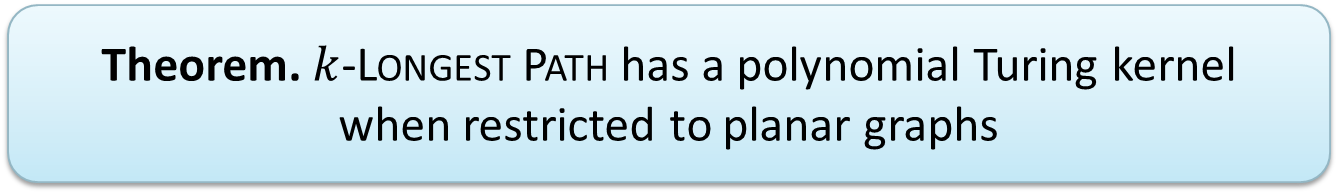 Theorem. k-LONGEST PATH has a polynomial Turing kernel
when restricted to planar graphs